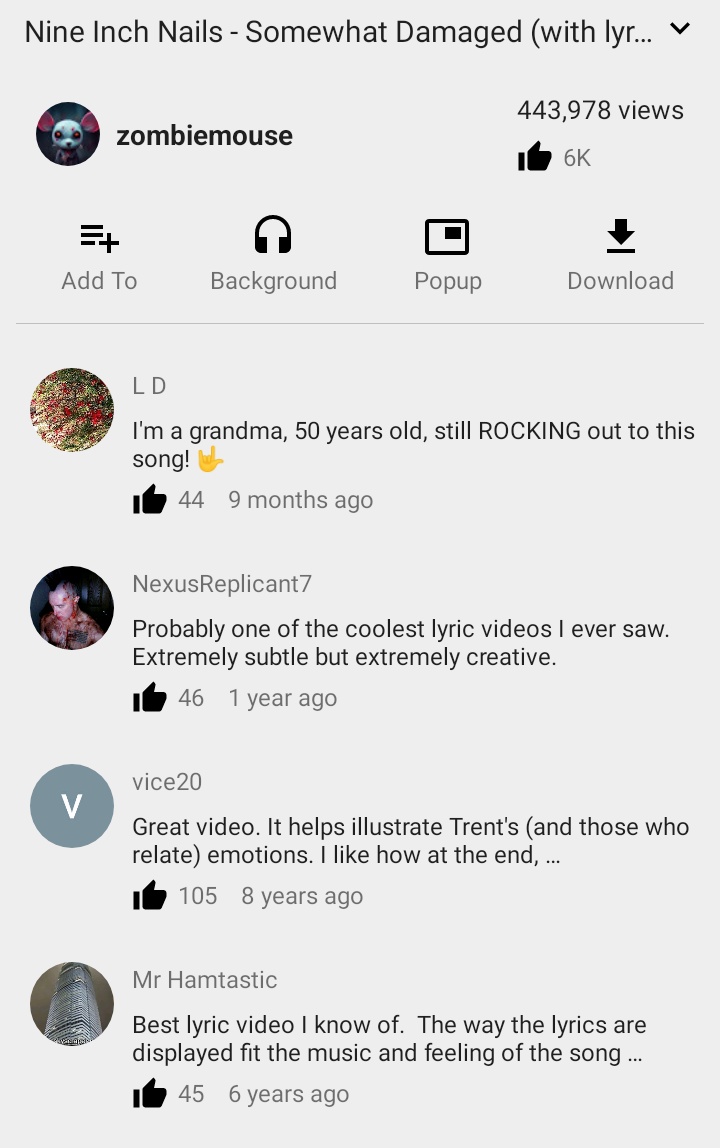 Nine Inch Nails - Somewhat Damaged (with lyr...
zombiemouse
443,978 views
6K
Add To
Background
Popup
Download
L D
I'm a grandma, 50 years old, still ROCKING out to this
song! 🤟
44 9 months ago
NexusReplicant7
Probably one of the coolest lyric videos I ever saw.
Extremely subtle but extremely creative.
46 1 year ago
V
vice20
Great video. It helps illustrate Trent's (and those who
relate) emotions. I like how at the end, ...
105 8 years ago
Mr Hamtastic
Best lyric video I know of.  The way the lyrics are
displayed fit the music and feeling of the song ...
45 6 years ago